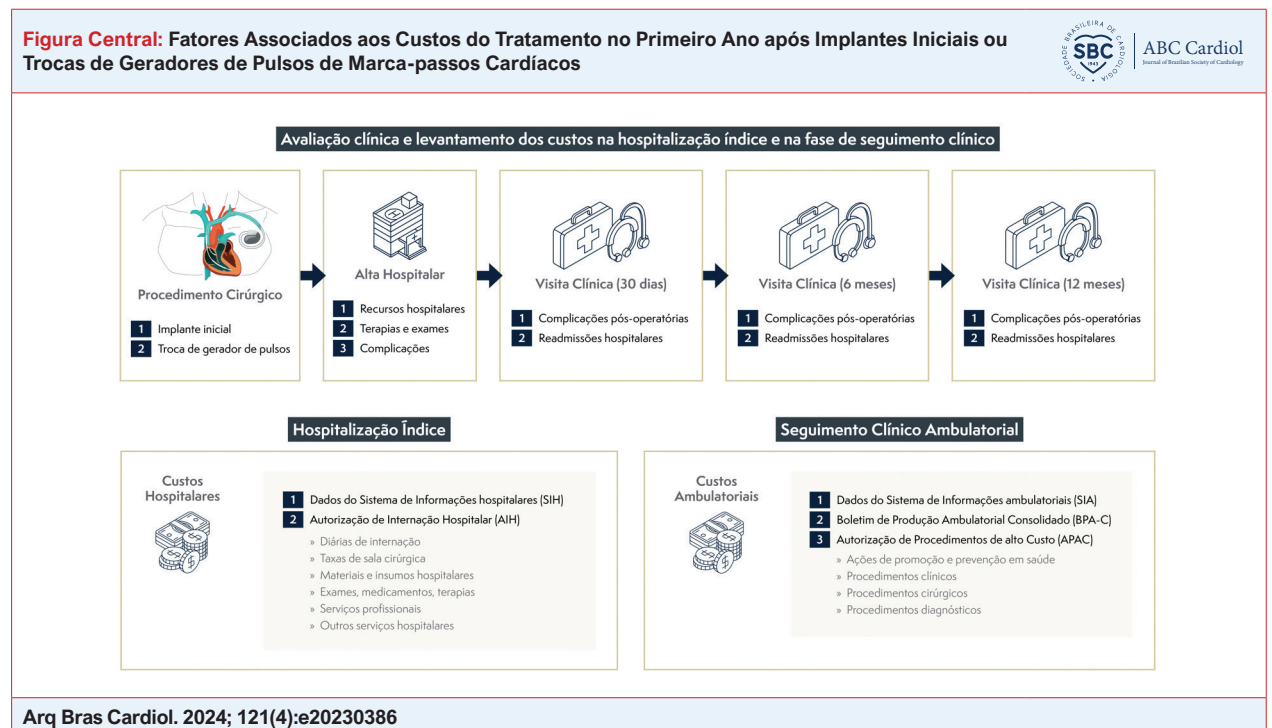 Figura Central: Fatores Associados aos Custos do Tratamento no Primeiro Ano após Implantes Iniciais ou
Trocas de Geradores de Pulsos de Marca-passos Cardíacos
SOCIEDADE BRASILEIRA DE CARDIOLOGIA
SBC
1943
ABC Cardiol
Journal of Brazilian Society of Cardiology
Avaliação clínica e levantamento dos custos na hospitalização índice e na fase de seguimento clínico
Procedimento Cirúrgico
1 Implante inicial
2 Troca de gerador de pulsos
H
Alta Hospitalar
1 Recursos hospitalares
2 Terapias e exames
3 Complicações
Visita Clínica (30 dias)
1 Complicações pós-operatórias
2 Readmissões hospitalares
Visita Clínica (6 meses)
1 Complicações pós-operatórias
2 Readmissões hospitalares
Visita Clínica (12 meses)
1 Complicações pós-operatórias
2 Readmissões hospitalares
Hospitalização Índice
Custos
Hospitalares
1 Dados do Sistema de Informações hospitalares (SIH)
2 Autorização de Internação Hospitalar (AIH)
» Diárias de internação
» Taxas de sala cirúrgica
» Materiais e insumos hospitalares
» Exames, medicamentos, terapias
» Serviços profissionais
» Outros serviços hospitalares
Seguimento Clínico Ambulatorial
Custos
Ambulatoriais
1 Dados do Sistema de Informações ambulatoriais (SIA)
2 Boletim de Produção Ambulatorial Consolidado (BPA-C)
3 Autorização de Procedimentos de alto Custo (APAC)
» Ações de promoção e prevenção em saúde
» Procedimentos clínicos
» Procedimentos cirúrgicos
» Procedimentos diagnósticos
Arq Bras Cardiol. 2024; 121(4):e20230386